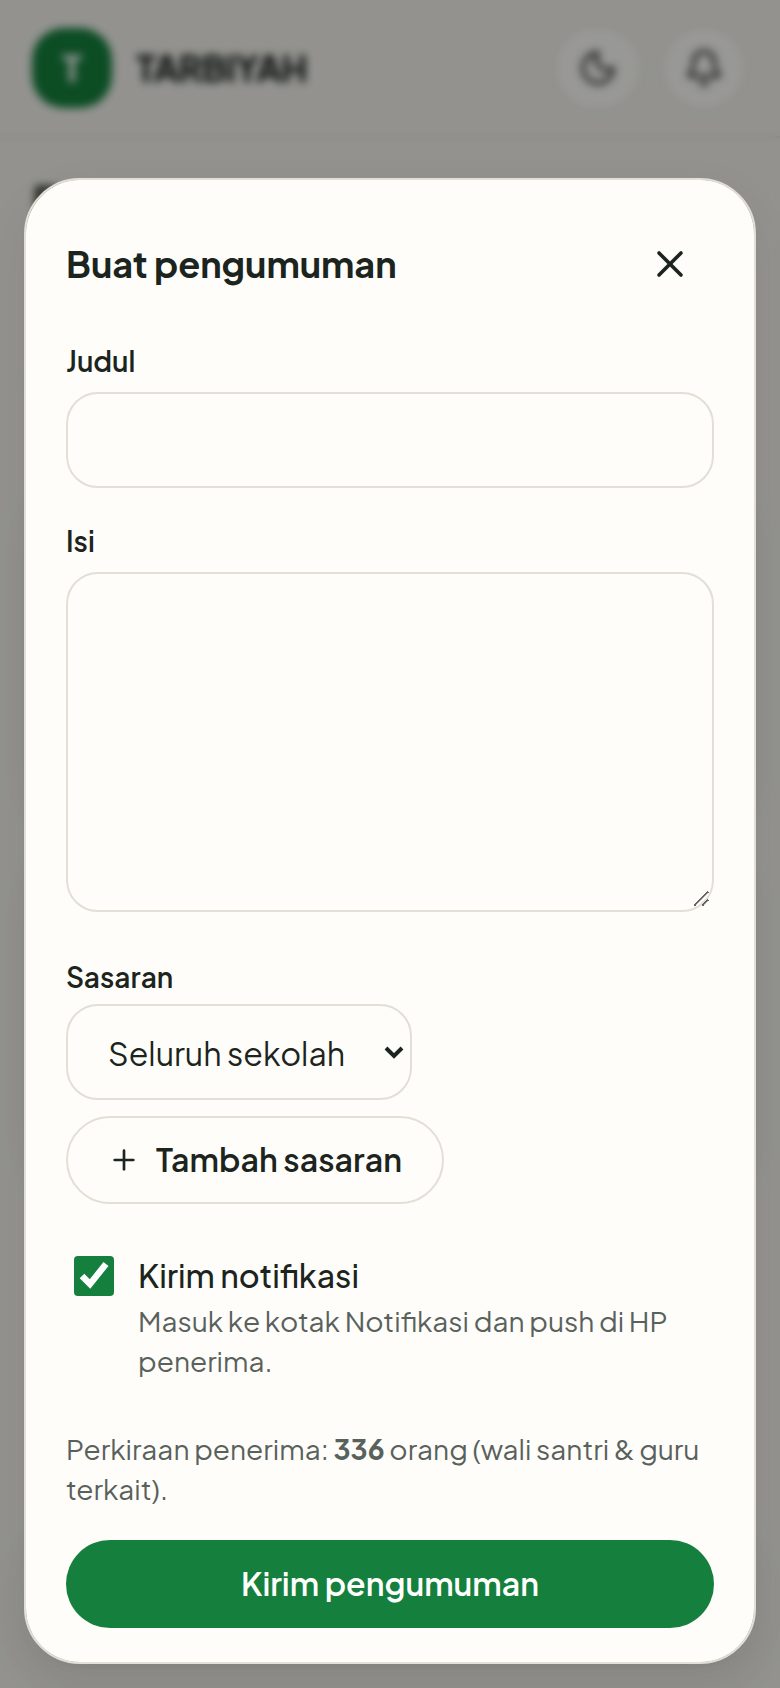 T
TARBIYAH
Buat pengumuman
Judul
Isi
Sasaran
Seluruh sekolah
Tambah sasaran
Kirim notifikasi
Masuk ke kotak Notifikasi dan push di HP
penerima.
Perkiraan penerima: 336 orang (wali santri & guru
terkait).
Kirim pengumuman